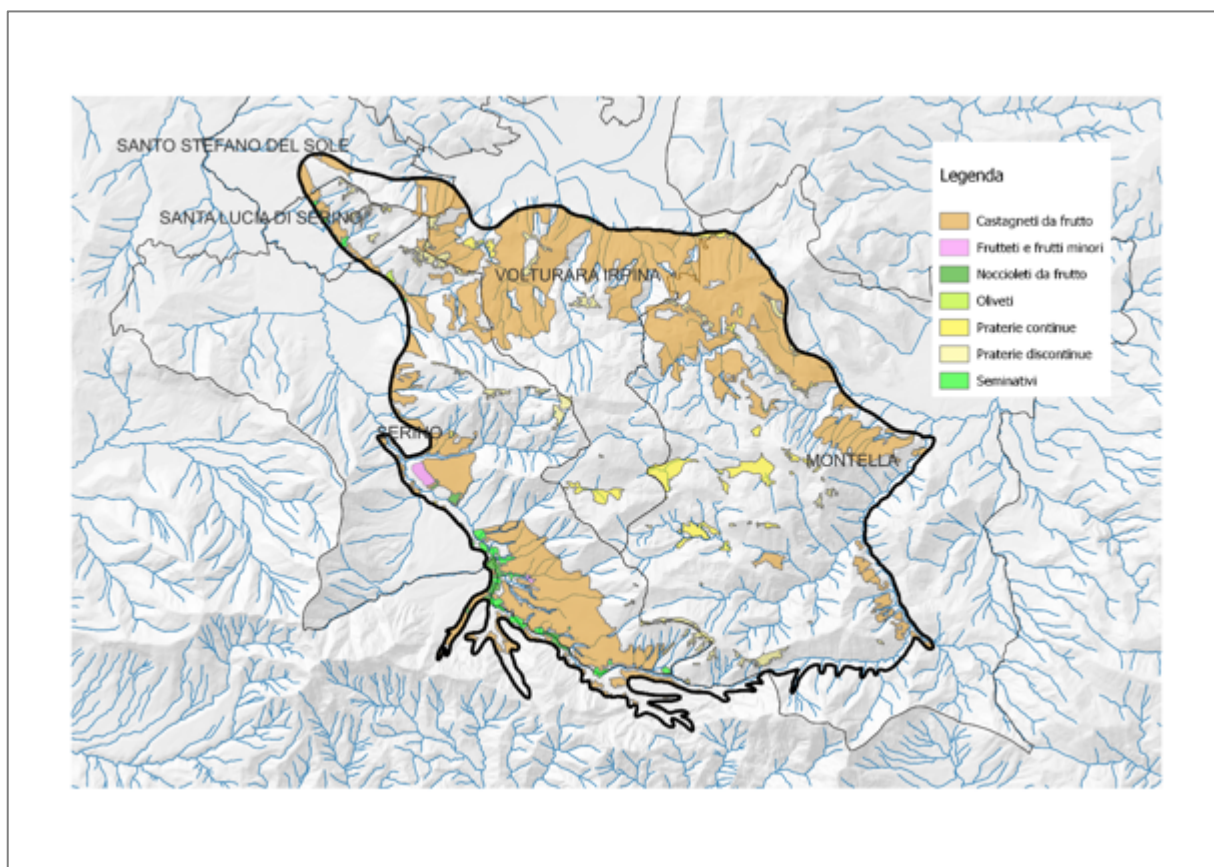 SANTO STEFANO DEL SOLE
SANTA LUCIA DI SERINO
VOLTURARA IRPINA
SERINO
MONTELLA
Legenda
Castagneti da frutto
Frutteti e frutti minori
Noccioleti da frutto
Oliveti
Praterie continue
Praterie discontinue
Seminativi